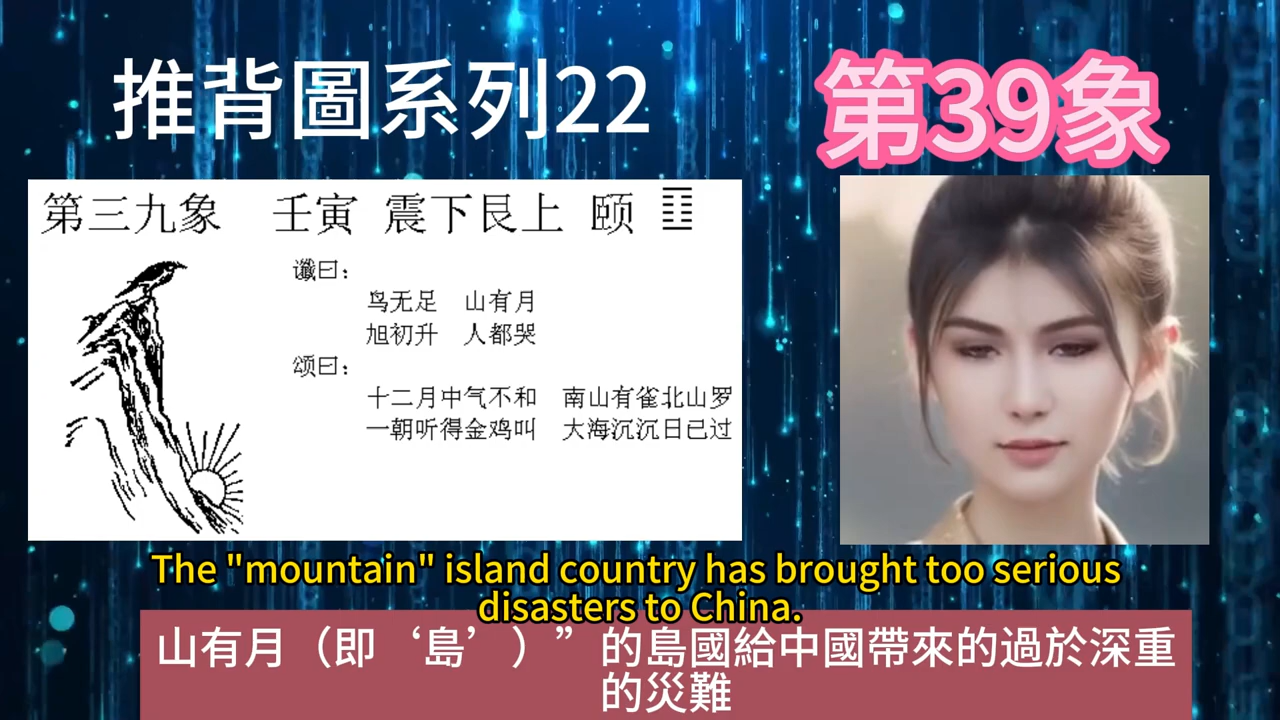 推背圖系列22
第39象
第三九象 壬寅 震下艮上 颐 ䷚
谶曰：
鸟无足 山有月
旭初升 人都哭
颂曰：
十二月中气不和 南山有雀北山罗
一朝听得金鸡叫 大海沉沉日已过
The "mountain" island country has brought too serious
disasters to China.
山有月（即‘島’）”的島國給中國帶來的過於深重
的災難